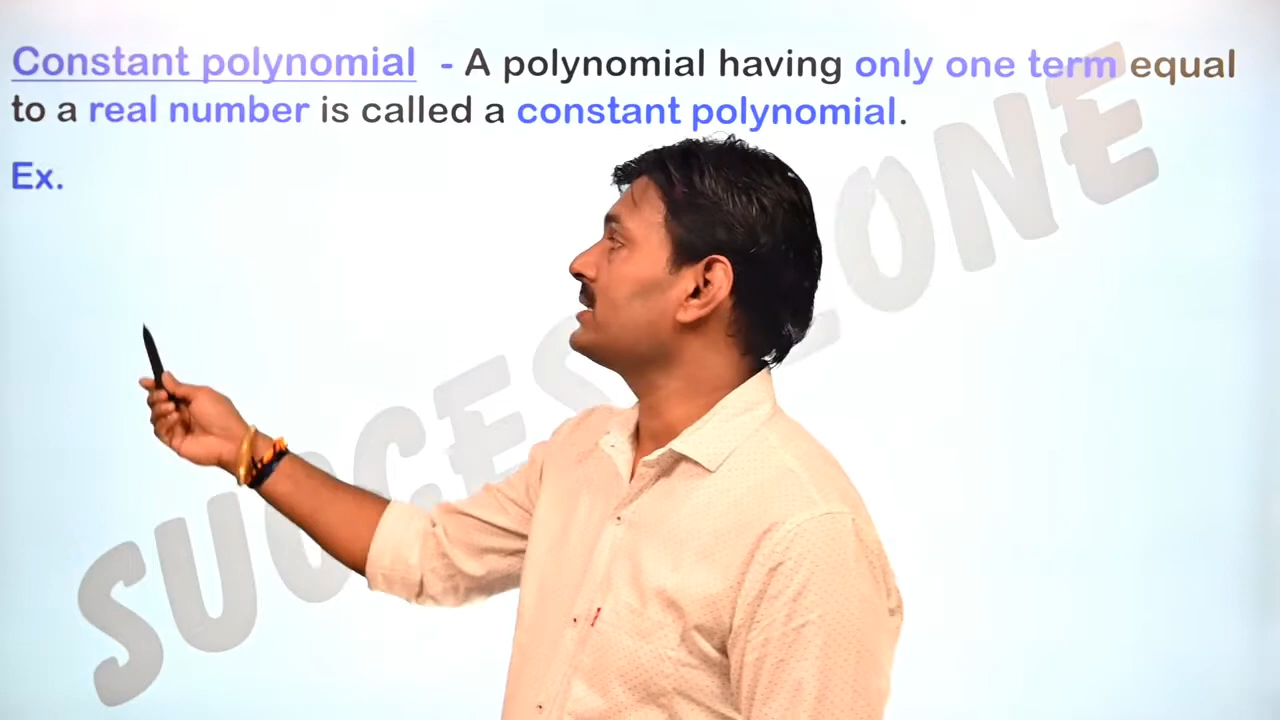 Constant polynomial - A polynomial having only one term equal
to a real number is called a constant polynomial.
Ex.
SUCCESS ZONE